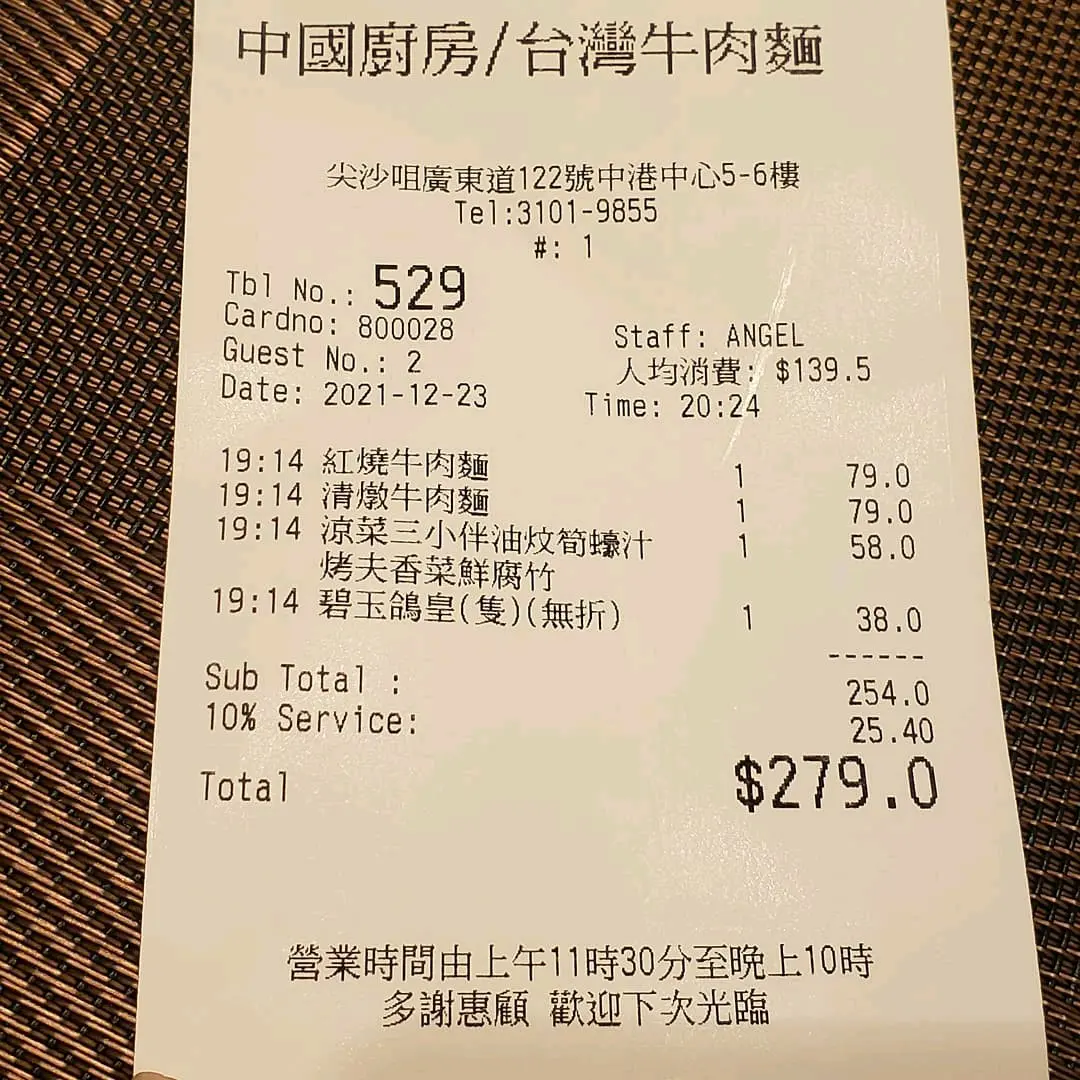 中國廚房/台灣牛肉麵
尖沙咀廣東道122號中港中心5-6樓
Tel:3101-9855
#: 1
Tbl No.: 529
Cardno: 800028 Staff: ANGEL
Guest No.: 2 人均消費: $139.5
Date: 2021-12-23 Time: 20:24
19:14 紅燒牛肉麵 1 79.0
19:14 清燉牛肉麵 1 79.0
19:14 涼菜三小伴油炆筍蠔汁 1 58.0
烤夫香菜鮮腐竹
19:14 碧玉鴿皇(隻)(無折) 1 38.0
------
Sub Total : 254.0
10% Service: 25.40
Total $279.0
營業時間由上午11時30分至晚上10時
多謝惠顧 歡迎下次光臨